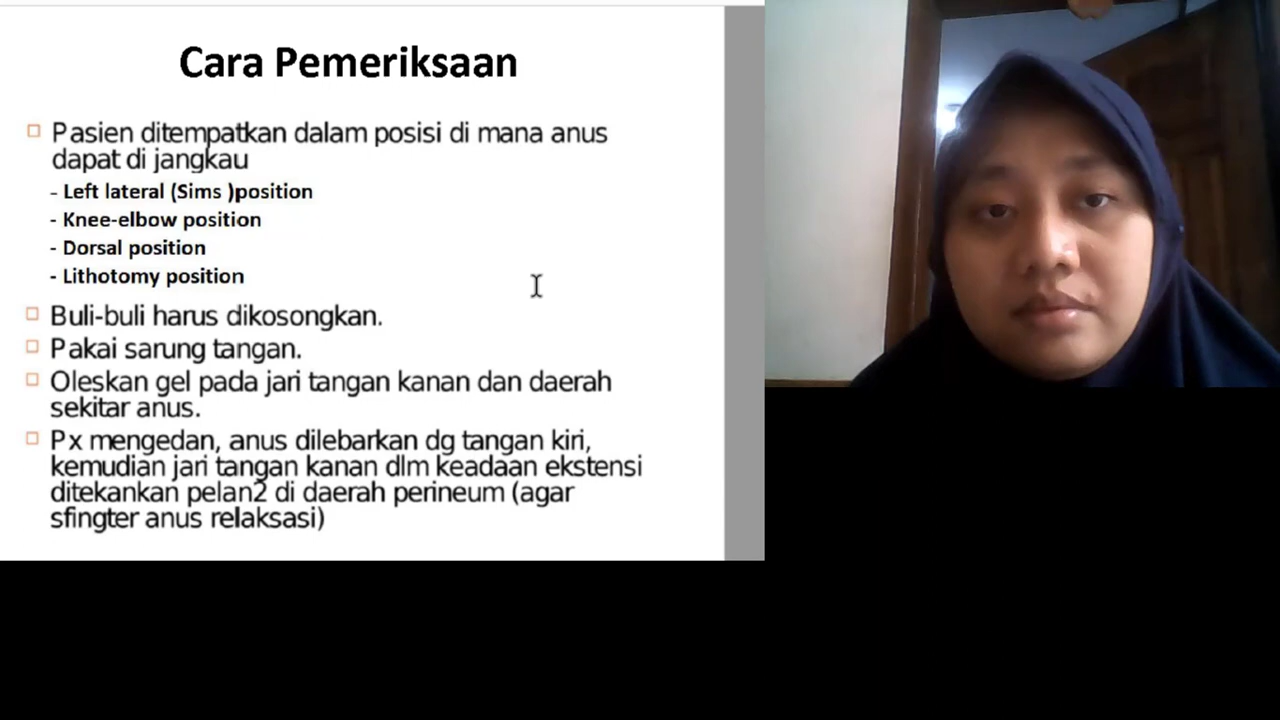 Cara Pemeriksaan
Pasien ditempatkan dalam posisi di mana anus
dapat di jangkau
- Left lateral (Sims )position
- Knee-elbow position
- Dorsal position
- Lithotomy position
Buli-buli harus dikosongkan.
Pakai sarung tangan.
Oleskan gel pada jari tangan kanan dan daerah
sekitar anus.
Px mengedan, anus dilebarkan dg tangan kiri,
kemudian jari tangan kanan dlm keadaan ekstensi
ditekankan pelan2 di daerah perineum (agar
sfingter anus relaksasi)